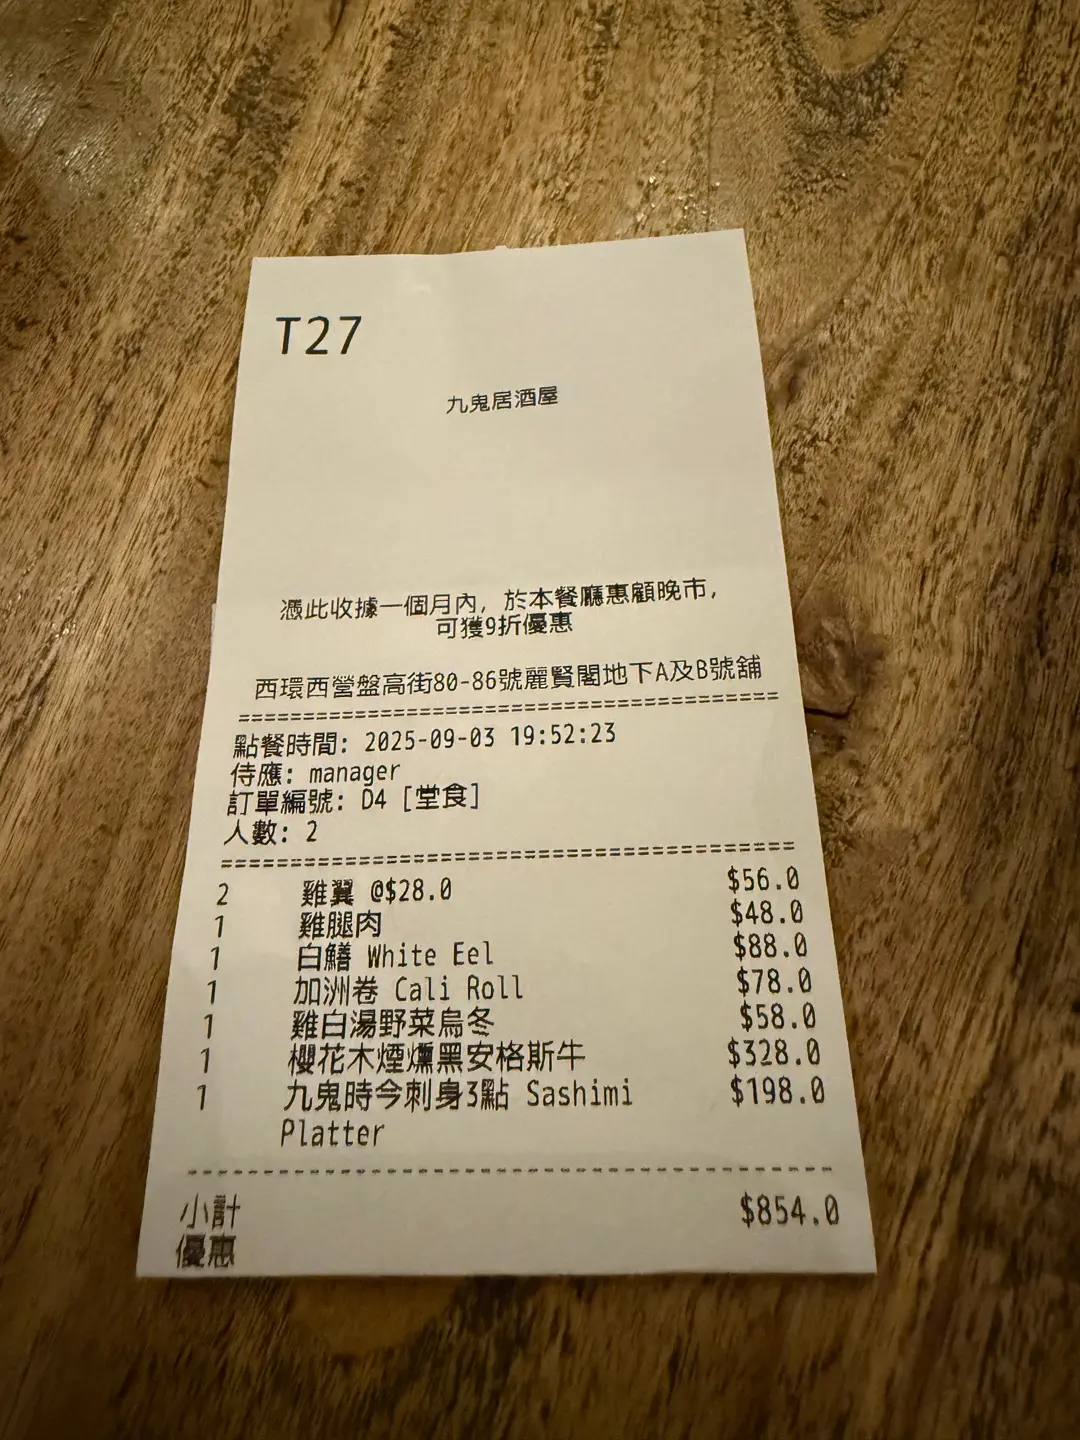 T27
九鬼居酒屋
憑此收據一個月內, 於本餐廳惠顧晚市,
可獲9折優惠
西環西營盤高街80-86號麗賢閣地下A及B號舖
================================================
點餐時間: 2025-09-03 19:52:23
侍應: manager
訂單編號: D4 [堂食]
人數: 2
================================================
2 雞翼 @$28.0 $56.0
1 雞腿肉 $48.0
1 白鱔 White Eel $88.0
1 加洲卷 Cali Roll $78.0
1 雞白湯野菜烏冬 $58.0
1 櫻花木煙燻黑安格斯牛 $328.0
1 九鬼時令刺身3點 Sashimi $198.0
Platter
------------------------------------------------
小計 $854.0
優惠